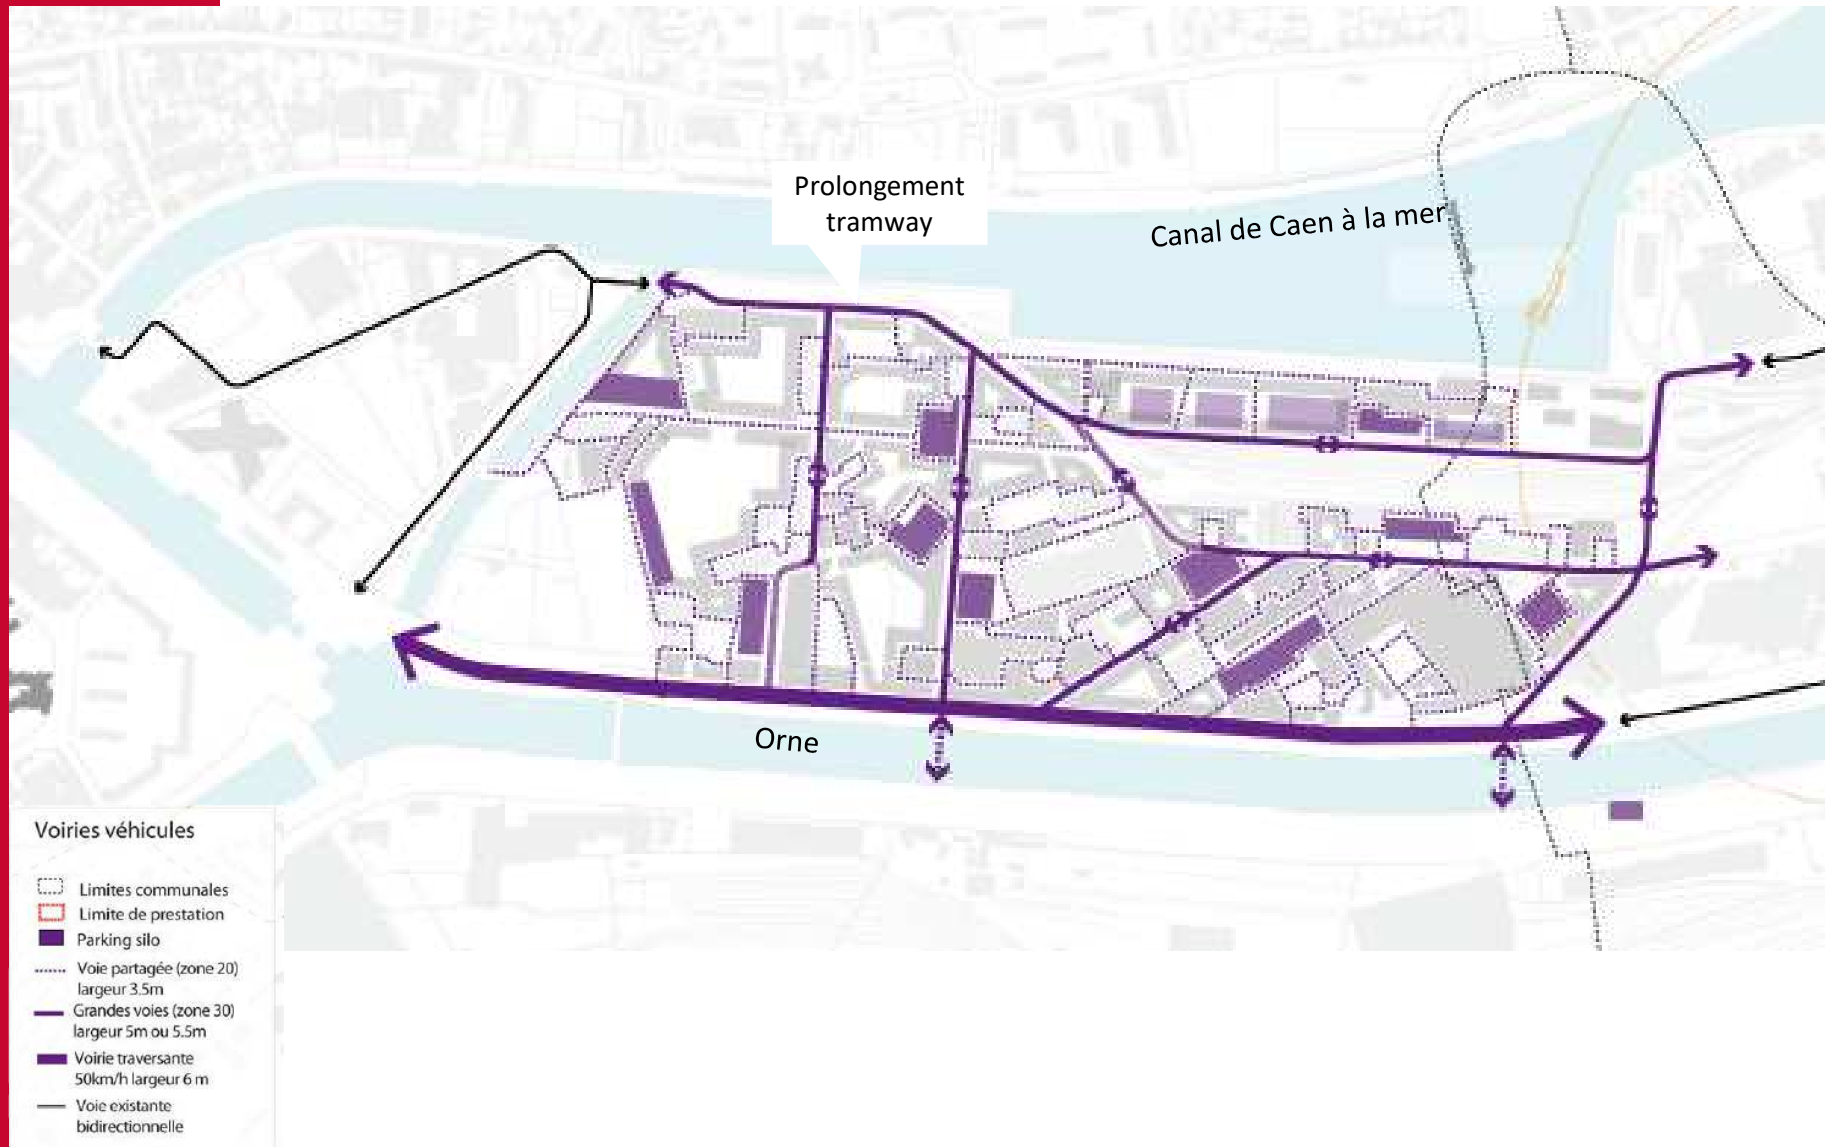 Prolongement
tramway
Canal de Caen à la mer
Orne
Voiries véhicules
Limites communales
Limite de prestation
Parking silo
Voie partagée (zone 20)
largeur 3.5m
Grandes voies (zone 30)
largeur 5m ou 5.5m
Voirie traversante
50km/h largeur 6 m
Voie existante
bidirectionnelle